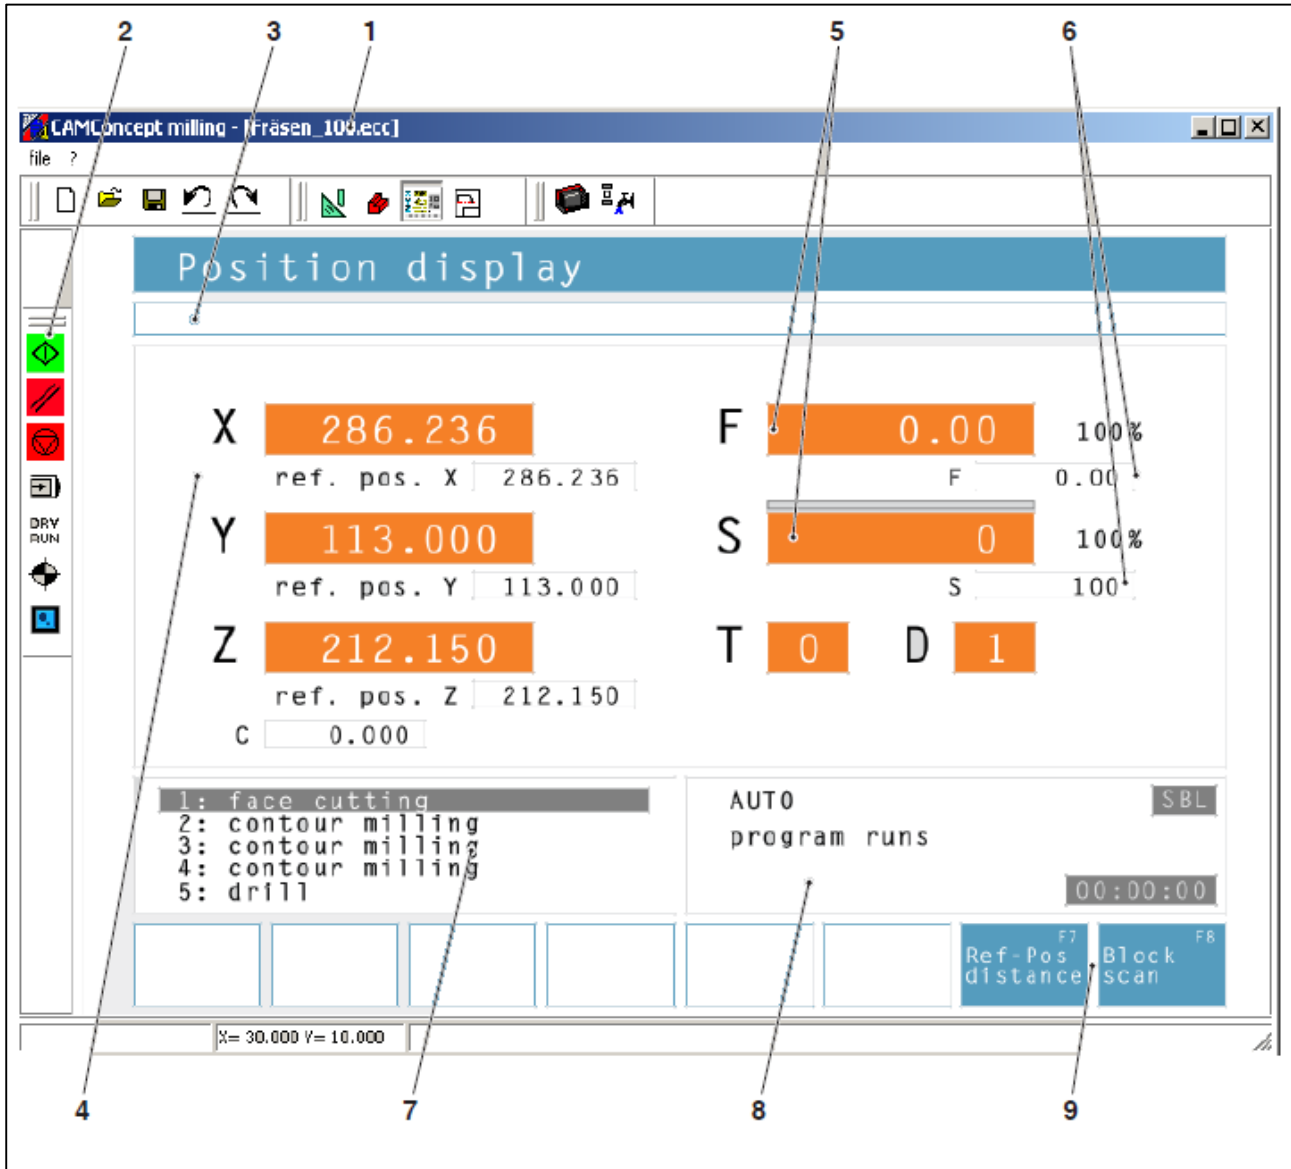 2 3 1 5 6
CAMConcept milling - [Fräsen_100.ecc]
file ?
Position display
X 286.236 F 0.00 100%
ref. pos. X 286.236 F 0.00
Y 113.000 S 0 100%
ref. pos. Y 113.000 S 100
DRY
RUN
Z 212.150 T 0 D 1
ref. pos. Z 212.150
C 0.000
1: face cutting
2: contour milling
3: contour milling
4: contour milling
5: drill
AUTO SBL
program runs
00:00:00
F7
Ref-Pos
distance
F8
Block
scan
X= 30.000 Y= 10.000
4 7 8 9